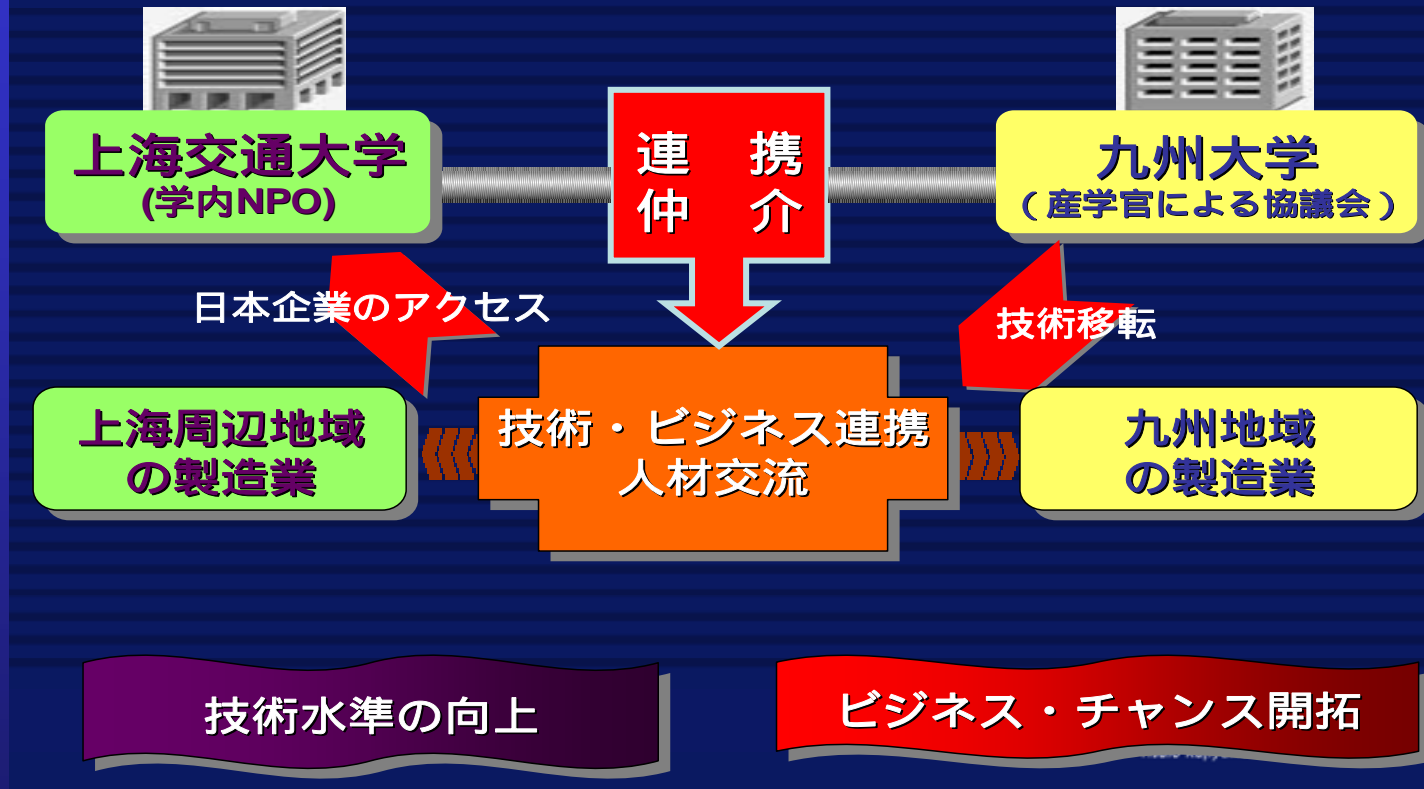 上海交通大学
(学内NPO)
連　携
仲　介
九州大学
（産学官による協議会）
日本企業のアクセス
技術移転
上海周辺地域
の製造業
技術・ビジネス連携
人材交流
九州地域
の製造業
技術水準の向上
ビジネス・チャンス開拓